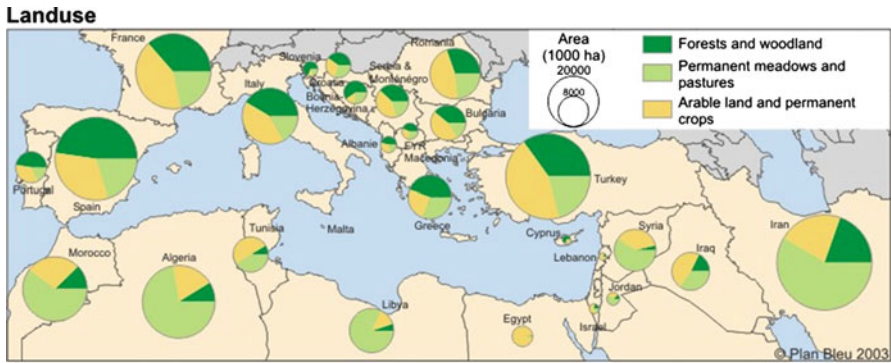 Landuse
France
Slovenia
Romania
Area
(1000 ha)
20000
8000
Forests and woodland
Permanent meadows and
pastures
Arable land and permanent
crops
Italy
Croatia
Serbia &
Montenégro
Bosnia-
Herzegovina
Bulgaria
Albanie
FYR
Macedonia
Portugal
Spain
Greece
Turkey
Tunisia
Malta
Cyprus
Syria
Iran
Morocco
Algeria
Lebanon
Iraq
Libya
Jordan
Egypt
Israel
© Plan Bleu 2003